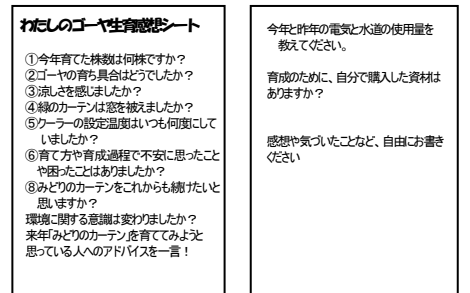 わたしのゴーヤ生育感想シート
①今年育てた株数は何株ですか？
②ゴーヤの育ち具合はどうでしたか？
③涼しさを感じましたか？
④緑のカーテンは窓を被えましたか？
⑤クーラーの設定温度はいつも何度にして
いましたか？
⑥育て方や育成過程で不安に思ったこと
や困ったことはありましたか？
⑧みどりのカーテンをこれからも続けたいと
思いますか？
環境に関する意識は変わりましたか？
来年「みどりのカーテン」を育ててみようと
思っている人へのアドバイスを一言！
今年と昨年の電気と水道の使用量を
教えてください。
育成のために、自分で購入した資材は
ありますか？
感想や気づいたことなど、自由にお書き
ください